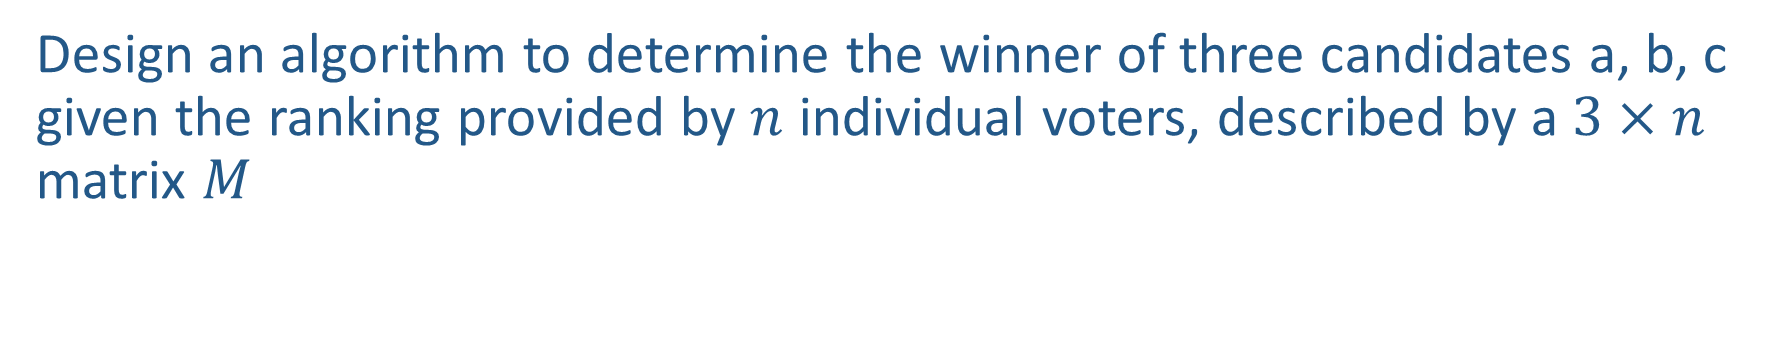 Design an algorithm to determine the winner of three candidates a, b, c
given the ranking provided by n individual voters, described by a 3 × n
matrix M